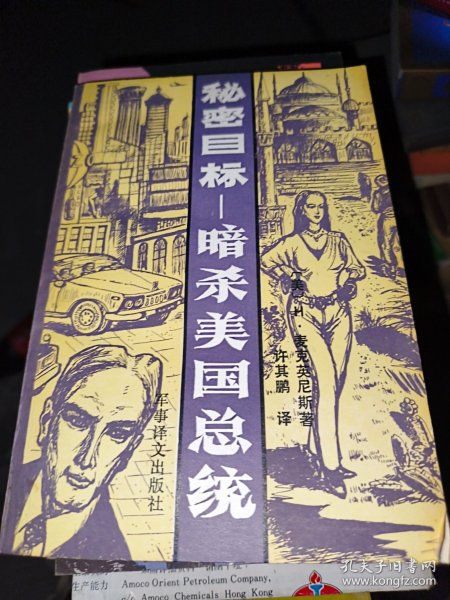 秘密目标—暗杀美国总统
〔美〕H·麦克英尼斯著
许其鹏 译
军事译文出版社
生产能力
Amoco Orient Petroleum Company,
c/o Amoco Chemicals Hong Kong
孔夫子旧书网
www.kongfz.com